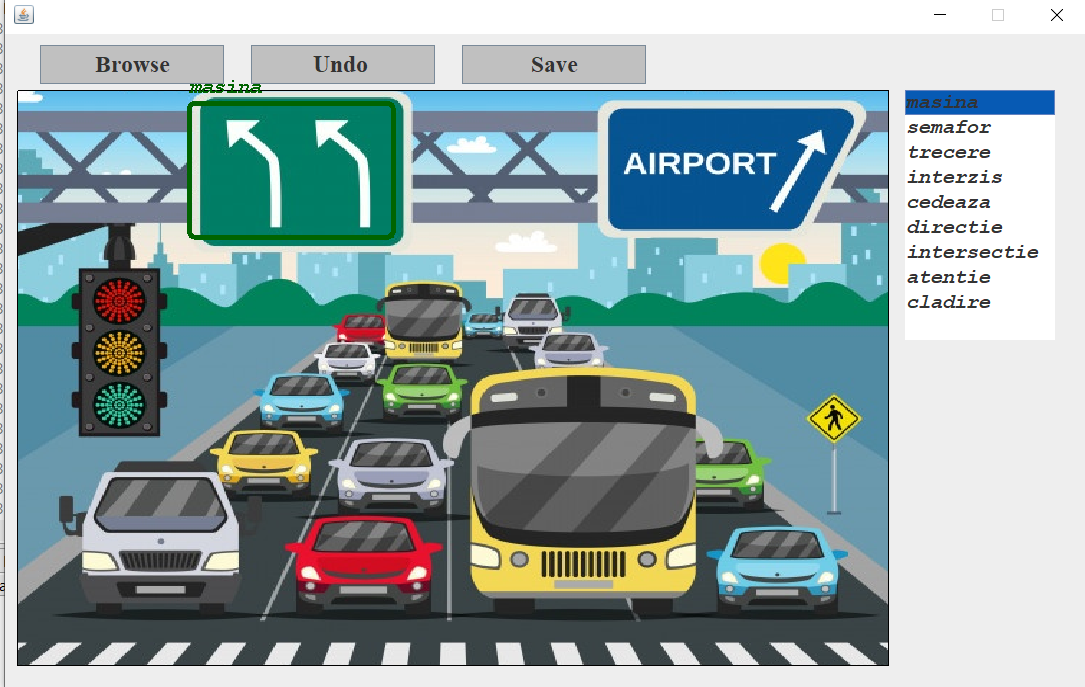 Browse Undo Save
masina
AIRPORT
masina
semafor
trecere
interzis
cedeaza
directie
intersectie
atentie
cladire